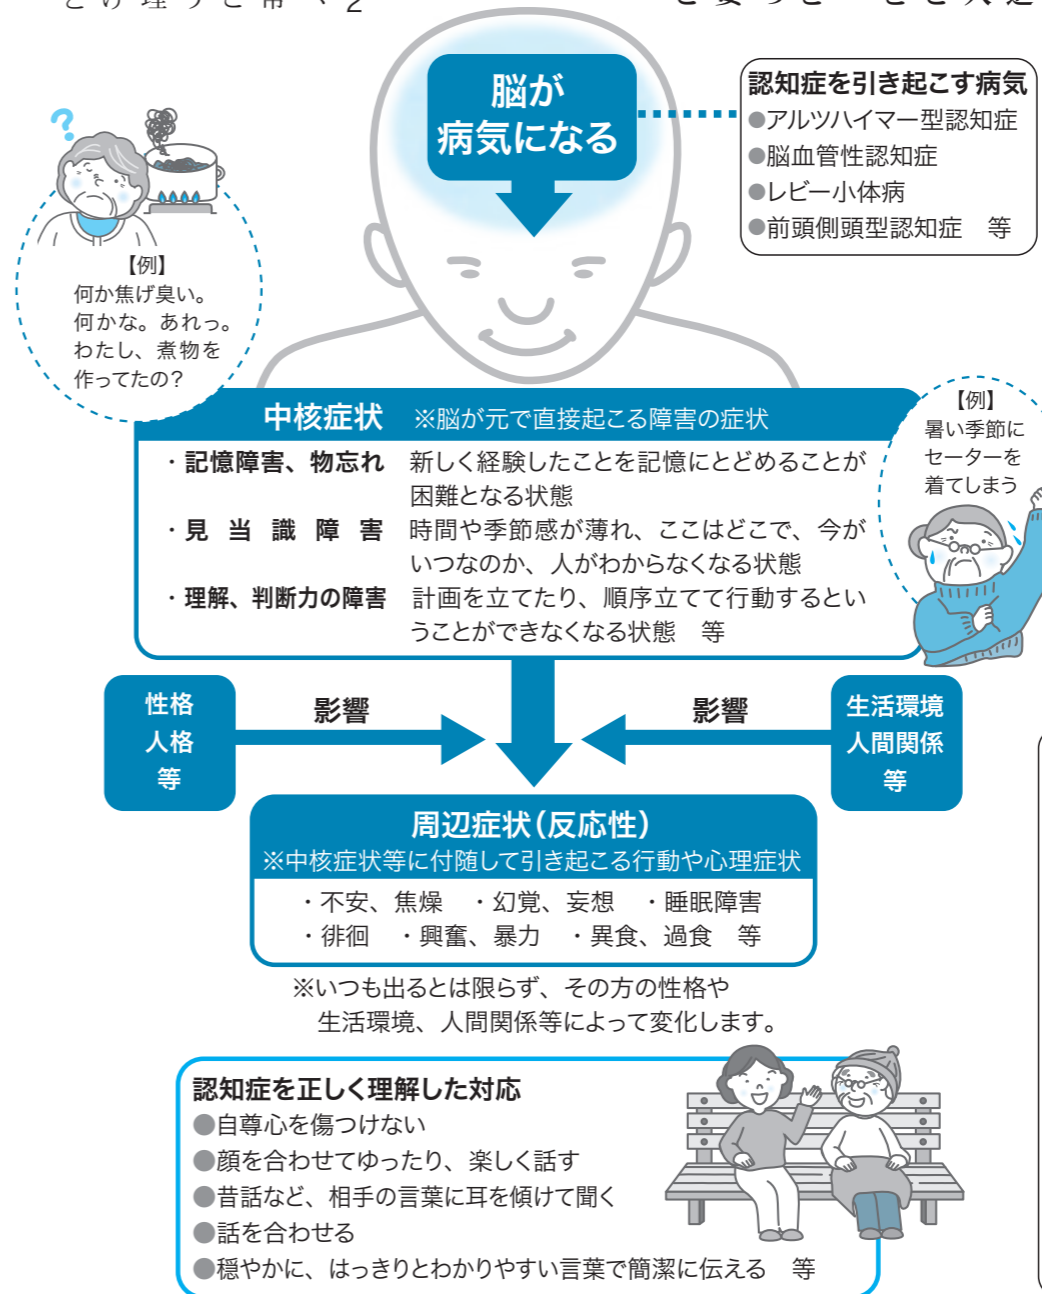 脳が
病気になる
認知症を引き起こす病気
●アルツハイマー型認知症
●脳血管性認知症
●レビー小体病
●前頭側頭型認知症　等
?
【例】
何か焦げ臭い。
何かな。あれっ。
わたし、煮物を
作ってたの?
中核症状　※脳が元で直接起こる障害の症状
・記憶障害、物忘れ　新しく経験したことを記憶にとどめることが
困難となる状態
・見当識障害　時間や季節感が薄れ、ここはどこで、今が
いつなのか、人がわからなくなる状態
・理解、判断力の障害　計画を立てたり、順序立てて行動するとい
うことができなくなる状態　等
【例】
暑い季節に
セーターを
着てしまう
性格
人格
等
影響
影響
生活環境
人間関係
等
周辺症状(反応性)
※中核症状等に付随して引き起こる行動や心理症状
・不安、焦燥　・幻覚、妄想　・睡眠障害
・徘徊　・興奮、暴力　・異食、過食　等
※いつも出るとは限らず、その方の性格や
生活環境、人間関係等によって変化します。
認知症を正しく理解した対応
●自尊心を傷つけない
●顔を合わせてゆったり、楽しく話す
●昔話など、相手の言葉に耳を傾けて聞く
●話を合わせる
●穏やかに、はっきりとわかりやすい言葉で簡潔に伝える　等